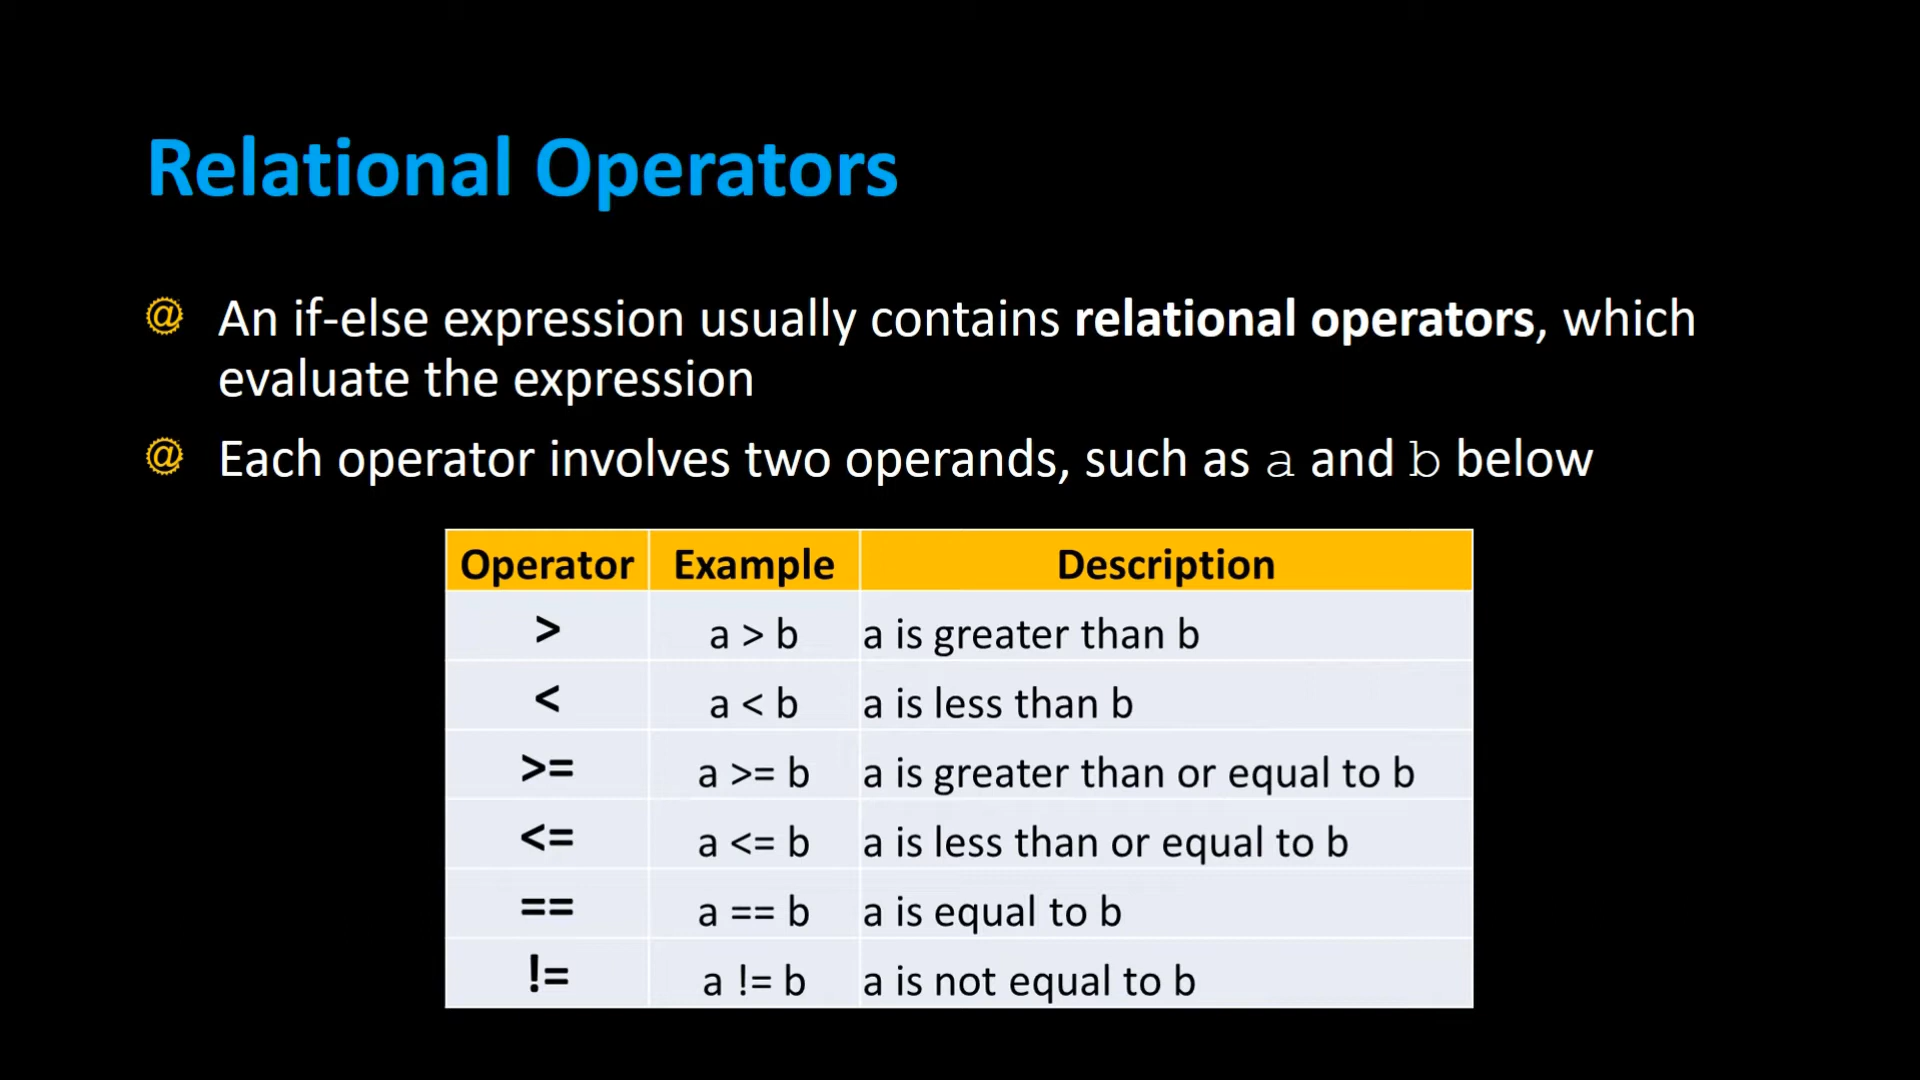 Relational Operators
@ An if-else expression usually contains relational operators, which
evaluate the expression
@ Each operator involves two operands, such as a and b below
Operator Example Description
> a > b a is greater than b
< a < b a is less than b
>= a >= b a is greater than or equal to b
<= a <= b a is less than or equal to b
== a == b a is equal to b
!= a != b a is not equal to b